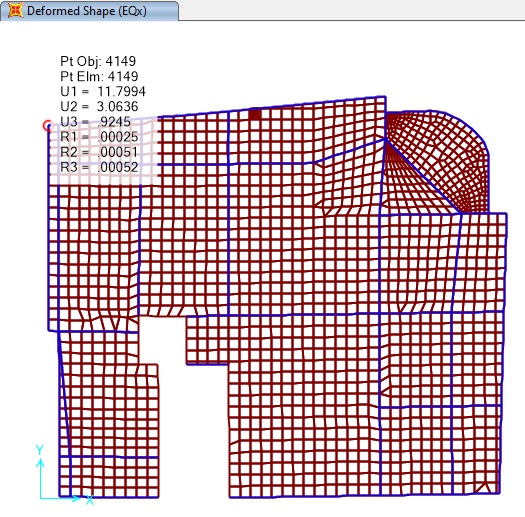 Deformed Shape (EQx)
Pt Obj: 4149
Pt Elm: 4149
U1 = 11.7994
U2 = 3.0636
U3 = .9245
R1 = .00025
R2 = .00051
R3 = .00052
Y
X